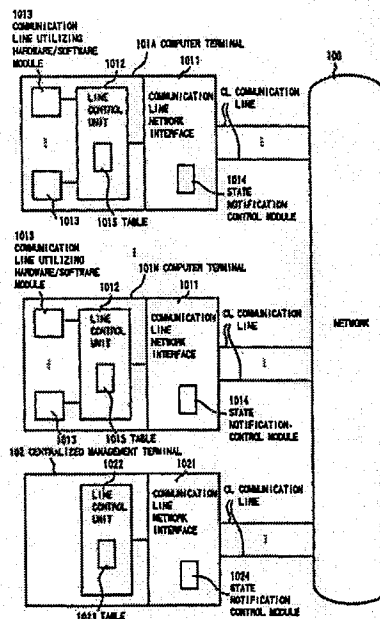 1013
COMMUNICATION
LINE UTILIZING
HARDWARE/SOFTWARE
MODULE
1012
101A COMPUTER TERMINAL
1011
100
LINE
CONTROL
UNIT
COMMUNICATION
LINE NETWORK
INTERFACE
CL COMMUNICATION
LINE
1013
1015 TABLE
1014
STATE
NOTIFICATION
CONTROL MODULE
1013
COMMUNICATION
LINE UTILIZING
HARDWARE/SOFTWARE
MODULE
1012
101N COMPUTER TERMINAL
1011
LINE
CONTROL
UNIT
COMMUNICATION
LINE NETWORK
INTERFACE
CL COMMUNICATION
LINE
NETWORK
1013
1015 TABLE
1014
STATE
NOTIFICATION
CONTROL MODULE
102 CENTRALIZED MANAGEMENT TERMINAL
1022
1021
LINE
CONTROL
UNIT
COMMUNICATION
LINE NETWORK
INTERFACE
CL COMMUNICATION
LINE
1023 TABLE
1024
STATE
NOTIFICATION
CONTROL MODULE